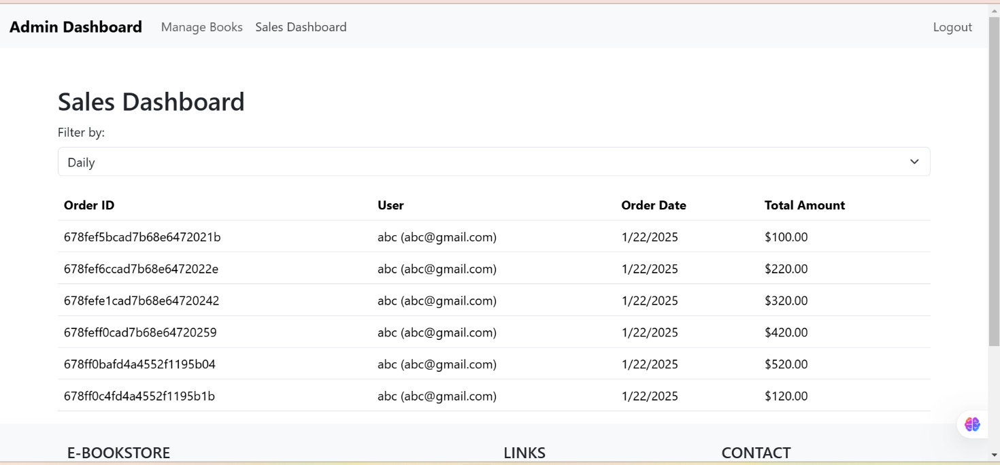 Admin Dashboard Manage Books Sales Dashboard Logout
Sales Dashboard
Filter by:
Daily
Order ID User Order Date Total Amount
678fef5bcad7b68e6472021b abc (abc@gmail.com) 1/22/2025 $100.00
678fef6ccad7b68e6472022e abc (abc@gmail.com) 1/22/2025 $220.00
678fefe1cad7b68e64720242 abc (abc@gmail.com) 1/22/2025 $320.00
678feff0cad7b68e64720259 abc (abc@gmail.com) 1/22/2025 $420.00
678ff0bafd4a4552f1195b04 abc (abc@gmail.com) 1/22/2025 $520.00
678ff0c4fd4a4552f1195b1b abc (abc@gmail.com) 1/22/2025 $120.00
E-BOOKSTORE LINKS CONTACT